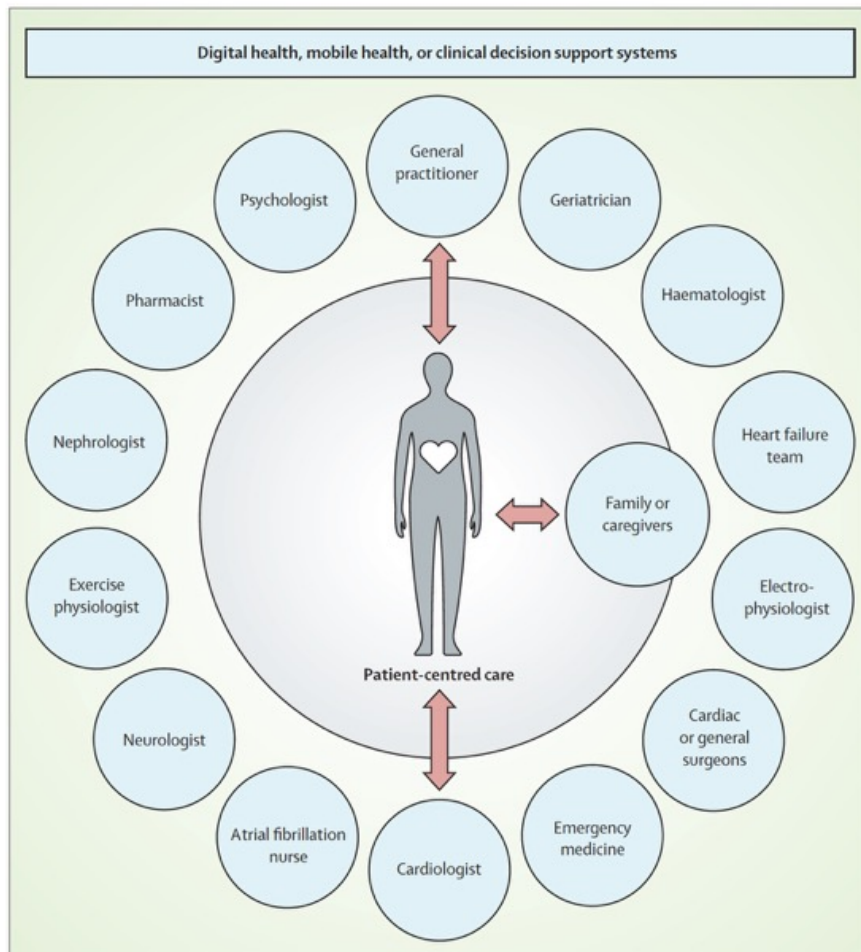 Digital health, mobile health, or clinical decision support systems
General
practitioner
Psychologist
Geriatrician
Pharmacist
Haematologist
Nephrologist
Heart failure
team
Family or
caregivers
Exercise
physiologist
Electro-
physiologist
Patient-centred care
Neurologist
Cardiac
or general
surgeons
Atrial fibrillation
nurse
Emergency
medicine
Cardiologist